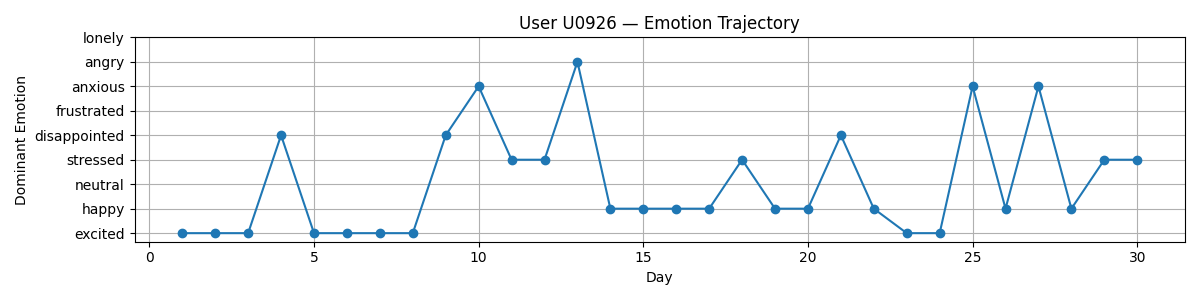 User U0926 — Emotion Trajectory
lonely
angry
anxious
frustrated
disappointed
stressed
neutral
happy
excited
Dominant Emotion
0 5 10 15 20 25 30
Day